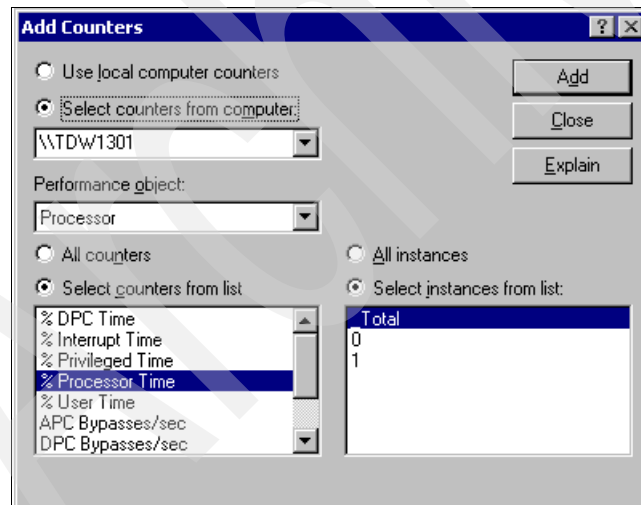 Add Counters
Use local computer counters
Add
Select counters from computer:
Close
\\TDW1301
Explain
Performance object:
Processor
All counters
All instances
Select counters from list
Select instances from list:
% DPC Time
_Total
% Interrupt Time
0
% Privileged Time
1
% Processor Time
% User Time
APC Bypasses/sec
DPC Bypasses/sec